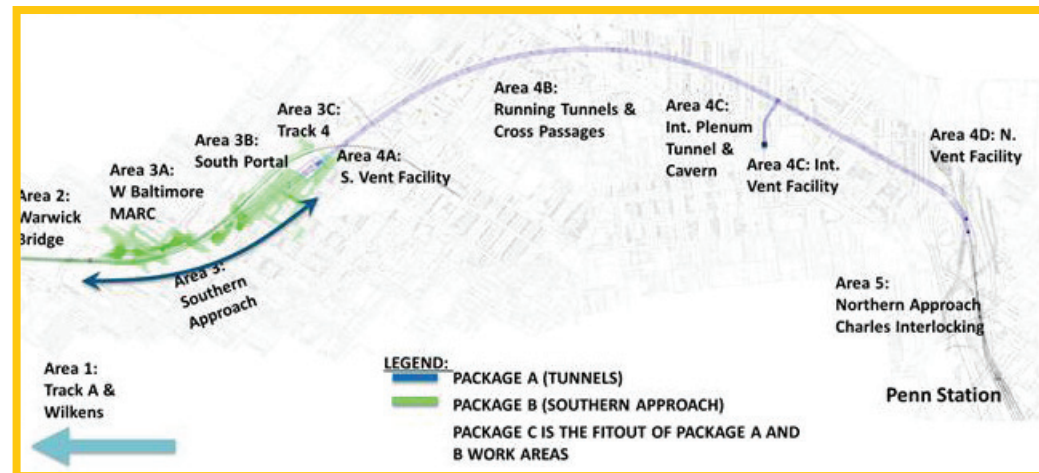 Area 2:
Warwick
Bridge
Area 3A:
W Baltimore
MARC
Area 3B:
South Portal
Area 3C:
Track 4
Area 4A:
S. Vent Facility
Area 3:
Southern
Approach
Area 4B:
Running Tunnels &
Cross Passages
Area 4C:
Int. Plenum
Tunnel &
Cavern
Area 4C: Int.
Vent Facility
Area 4D: N.
Vent Facility
Area 5:
Northern Approach
Charles Interlocking
Penn Station
Area 1:
Track A &
Wilkens
LEGEND:
PACKAGE A (TUNNELS)
PACKAGE B (SOUTHERN APPROACH)
PACKAGE C IS THE FITOUT OF PACKAGE A AND
B WORK AREAS